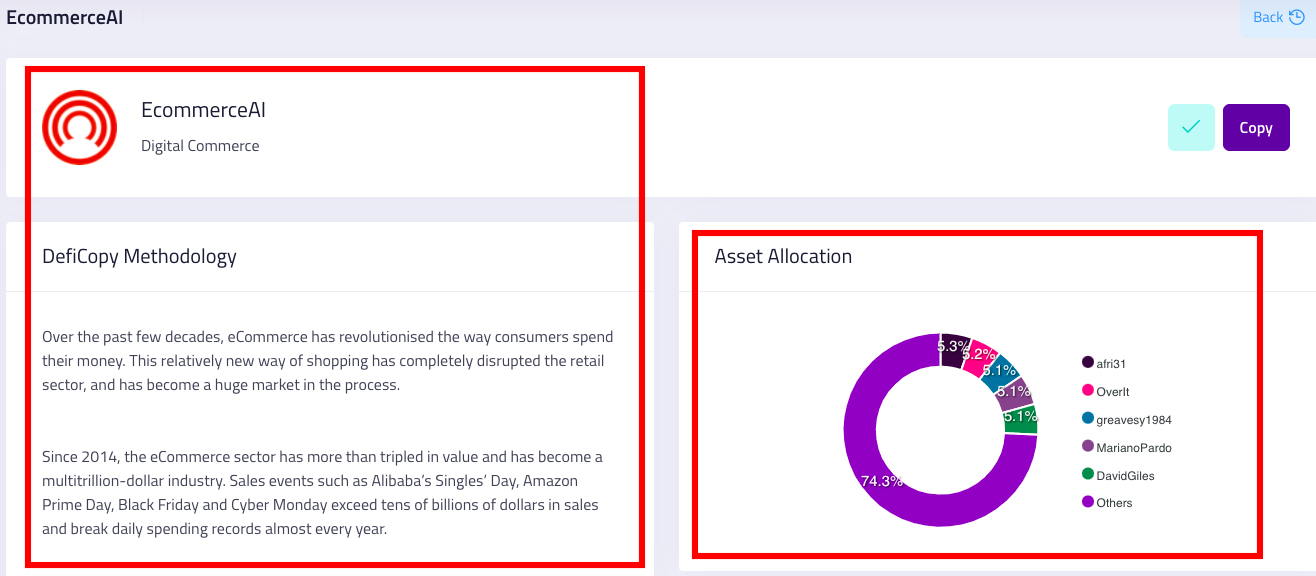 EcommerceAI
Back
EcommerceAI
Digital Commerce
Copy
DefiCopy Methodology
Over the past few decades, eCommerce has revolutionised the way consumers spend
their money. This relatively new way of shopping has completely disrupted the retail
sector, and has become a huge market in the process.
Since 2014, the eCommerce sector has more than tripled in value and has become a
multitrillion-dollar industry. Sales events such as Alibaba’s Singles’ Day, Amazon
Prime Day, Black Friday and Cyber Monday exceed tens of billions of dollars in sales
and break daily spending records almost every year.
Asset Allocation
5.3%
5.2%
5.1%
5.1%
5.1%
74.3%
afri31
OverIt
greavesy1984
MarianoPardo
DavidGiles
Others